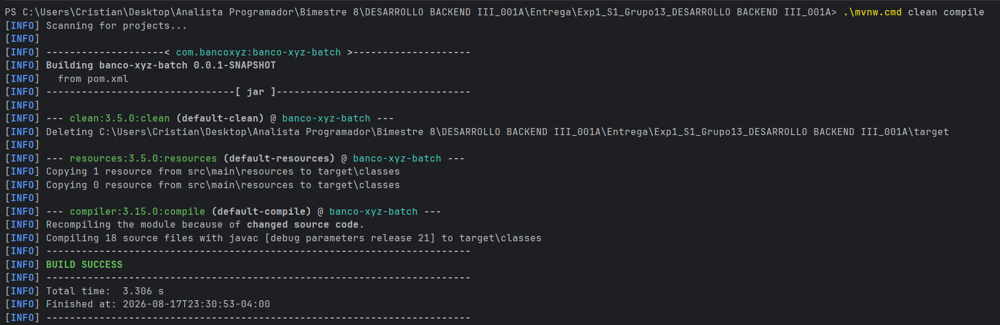 PS C:\Users\Cristian\Desktop\Analista Programador\Bimestre 8\DESARROLLO BACKEND III_001A\Entrega\Exp1_S1_Grupo13_DESARROLLO BACKEND III_001A> .\mvnw.cmd clean compile
[INFO] Scanning for projects...
[INFO]
[INFO] --------------------< com.bancoxyz:banco-xyz-batch >--------------------
[INFO] Building banco-xyz-batch 0.0.1-SNAPSHOT
[INFO]   from pom.xml
[INFO] --------------------------------[ jar ]---------------------------------
[INFO]
[INFO] --- clean:3.5.0:clean (default-clean) @ banco-xyz-batch ---
[INFO] Deleting C:\Users\Cristian\Desktop\Analista Programador\Bimestre 8\DESARROLLO BACKEND III_001A\Entrega\Exp1_S1_Grupo13_DESARROLLO BACKEND III_001A\target
[INFO]
[INFO] --- resources:3.5.0:resources (default-resources) @ banco-xyz-batch ---
[INFO] Copying 1 resource from src\main\resources to target\classes
[INFO] Copying 0 resource from src\main\resources to target\classes
[INFO]
[INFO] --- compiler:3.15.0:compile (default-compile) @ banco-xyz-batch ---
[INFO] Recompiling the module because of changed source code.
[INFO] Compiling 18 source files with javac [debug parameters release 21] to target\classes
[INFO] ------------------------------------------------------------------------
[INFO] BUILD SUCCESS
[INFO] ------------------------------------------------------------------------
[INFO] Total time:  3.306 s
[INFO] Finished at: 2026-08-17T23:30:53-04:00
[INFO] ------------------------------------------------------------------------